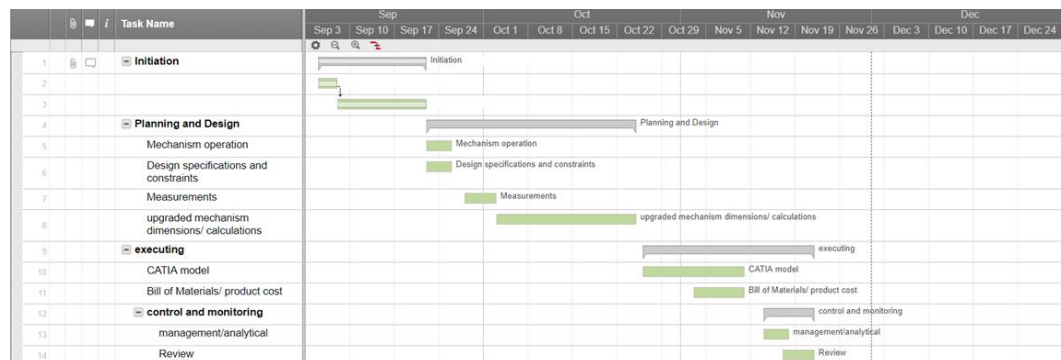 Sep Oct Nov Dec
i Task Name Sep 3 Sep 10 Sep 17 Sep 24 Oct 1 Oct 8 Oct 15 Oct 22 Oct 29 Nov 5 Nov 12 Nov 19 Nov 26 Dec 3 Dec 10 Dec 17 Dec 24
1 Initiation Initiation
2
3
4 Planning and Design Planning and Design
5 Mechanism operation Mechanism operation
6 Design specifications and Design specifications and constraints
constraints
7 Measurements Measurements
8 upgraded mechanism upgraded mechanism dimensions/ calculations
dimensions/ calculations
9 executing executing
10 CATIA model CATIA model
11 Bill of Materials/ product cost Bill of Materials/ product cost
12 control and monitoring control and monitoring
13 management/analytical management/analytical
14 Review Review